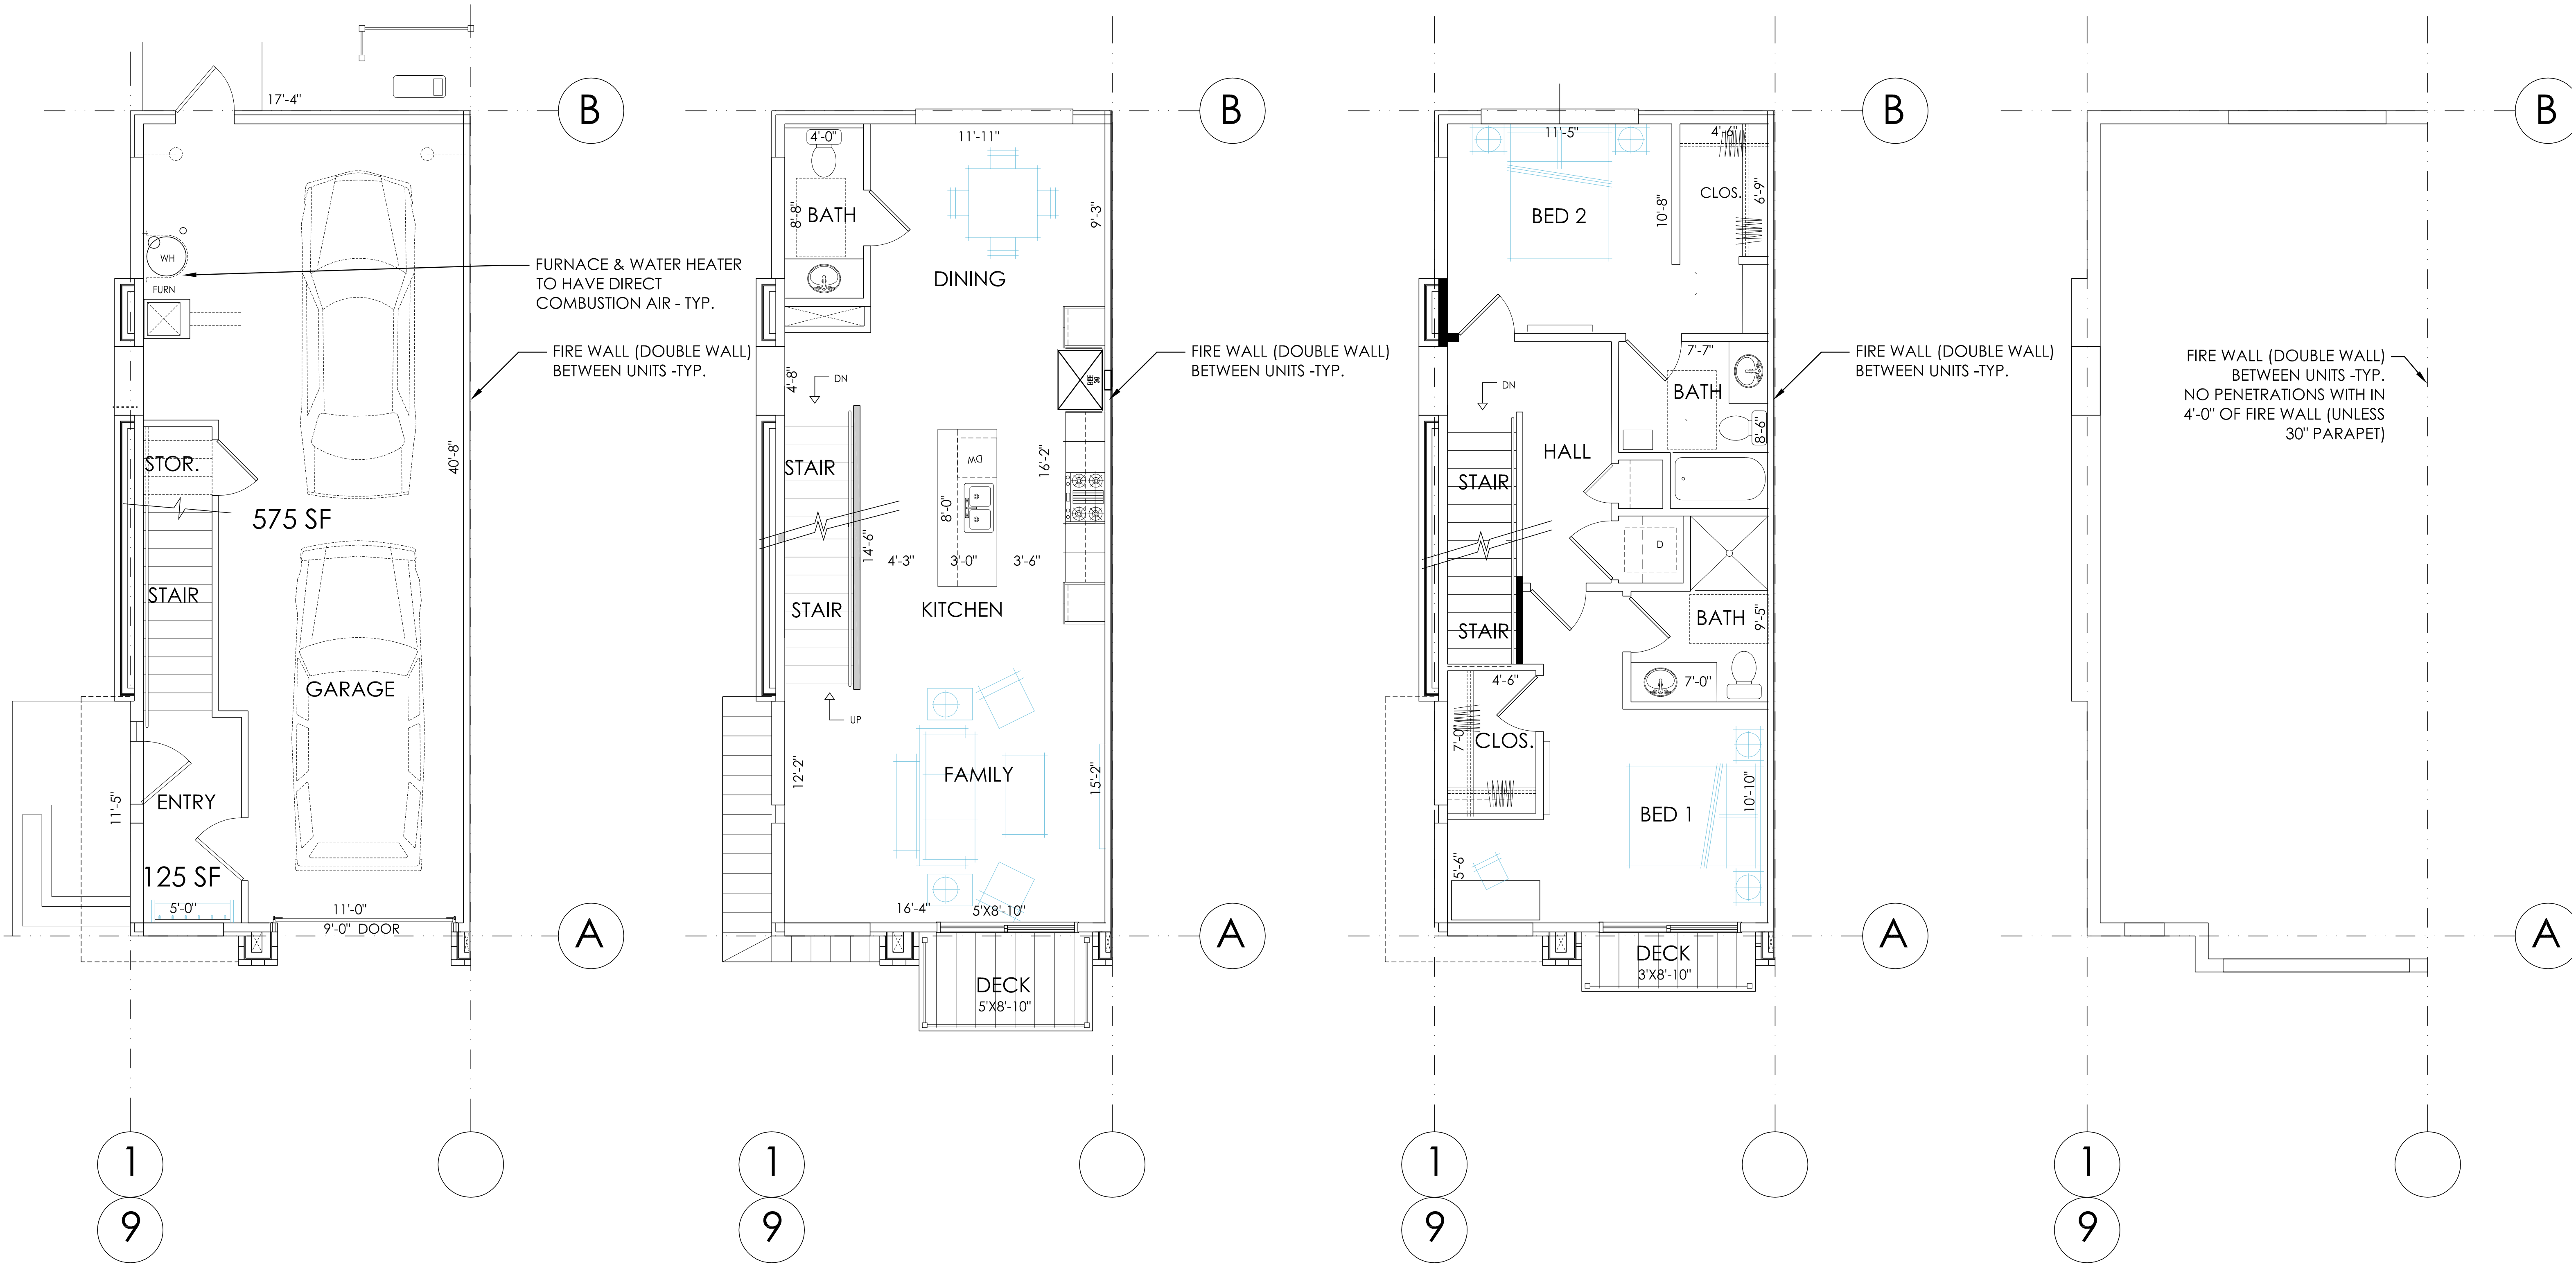 17'-4"
B
WH
FURN
FURNACE & WATER HEATER
TO HAVE DIRECT
COMBUSTION AIR - TYP.
FIRE WALL (DOUBLE WALL)
BETWEEN UNITS -TYP.
STOR.
40'-8"
575 SF
STAIR
GARAGE
11'-5"
ENTRY
125 SF
5'-0"
11'-0"
9'-0" DOOR
A
1
9
4'-0"
11'-11"
B
8'-8"
BATH
9'-3"
DINING
4'-8"
DN
FIRE WALL (DOUBLE WALL)
BETWEEN UNITS -TYP.
STAIR
DW
16'-2"
8'-0"
14'-6"
4'-3"
3'-0"
3'-6"
STAIR
KITCHEN
UP
12'-2"
FAMILY
15'-2"
16'-4"
5'X8'-10"
A
DECK
5'X8'-10"
1
9
11'-5"
4'-6"
B
BED 2
10'-8"
CLOS.
6'-9"
7'-7"
FIRE WALL (DOUBLE WALL)
BETWEEN UNITS -TYP.
DN
BATH
8'-6"
HALL
STAIR
D
STAIR
BATH
9'-5"
4'-6"
7'-0"
7'-0"
CLOS.
BED 1
10'-10"
5'-6"
A
DECK
3'X8'-10"
1
9
B
FIRE WALL (DOUBLE WALL)
BETWEEN UNITS -TYP.
NO PENETRATIONS WITH IN
4'-0" OF FIRE WALL (UNLESS
30" PARAPET)
A
1
9